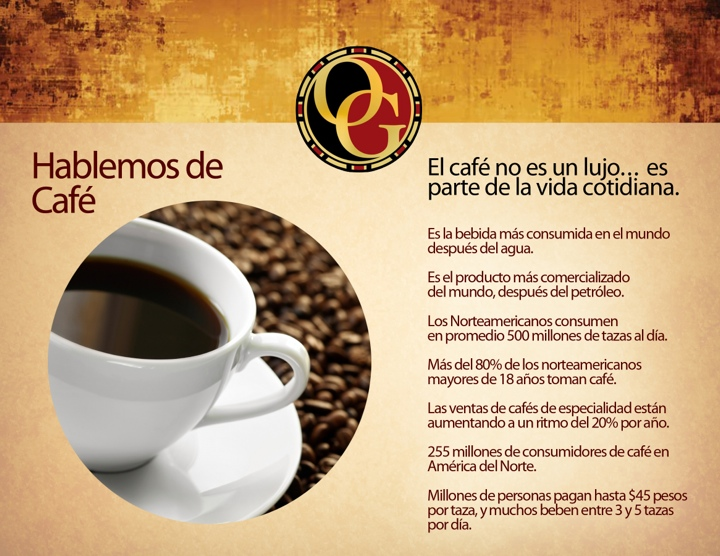 OG
Hablemos de
Café
El café no es un lujo... es
parte de la vida cotidiana.
Es la bebida más consumida en el mundo
después del agua.
Es el producto más comercializado
del mundo, después del petróleo.
Los Norteamericanos consumen
en promedio 500 millones de tazas al día.
Más del 80% de los norteamericanos
mayores de 18 años toman café.
Las ventas de cafés de especialidad están
aumentando a un ritmo del 20% por año.
255 millones de consumidores de café en
América del Norte.
Millones de personas pagan hasta $45 pesos
por taza, y muchos beben entre 3 y 5 tazas
por día.